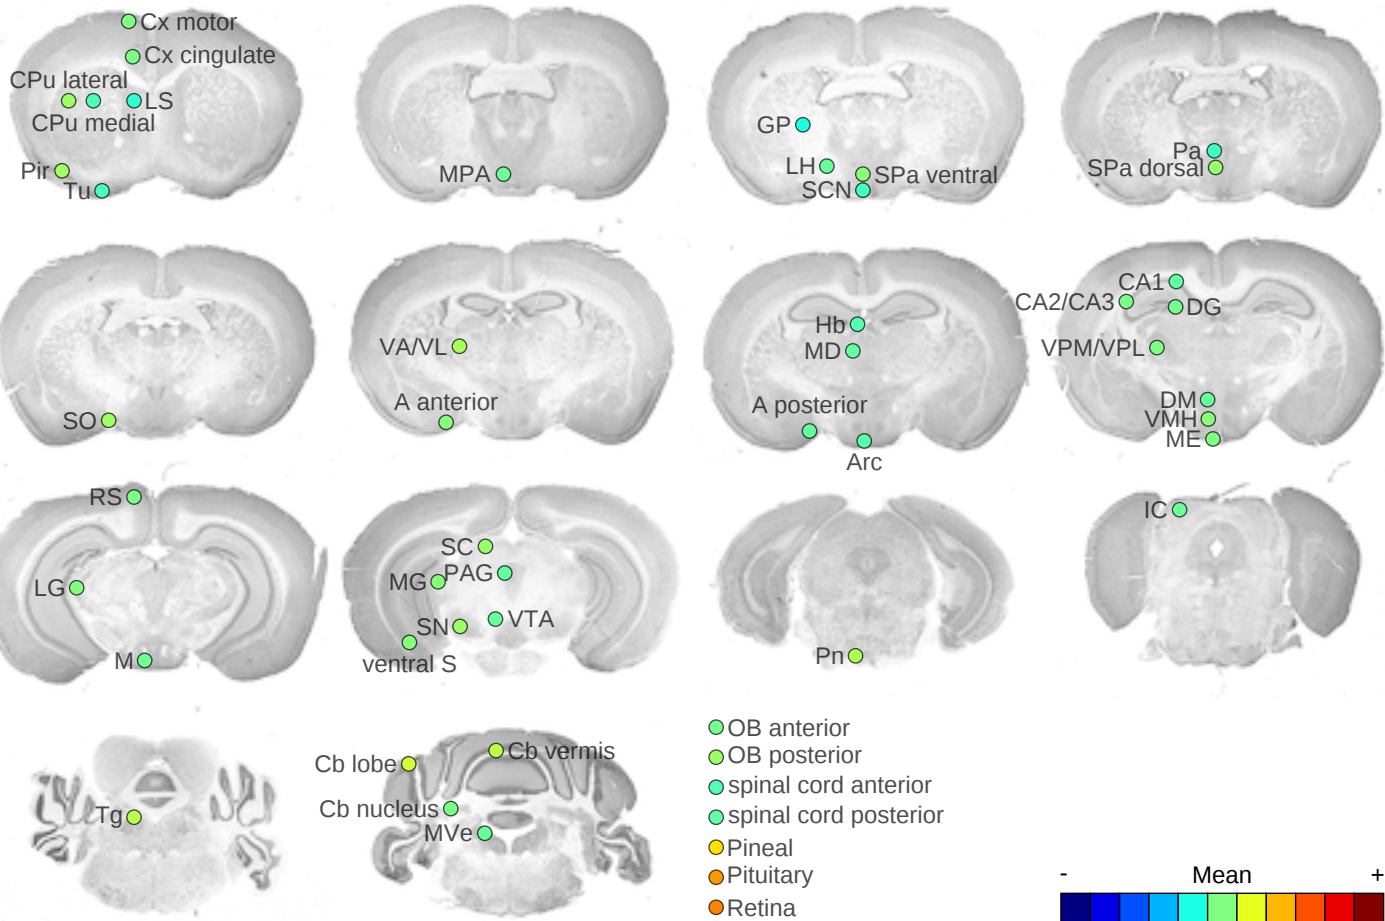 Cx motor
Cx cingulate
CPu lateral
LS
CPu medial
Pir
Tu
MPA
GP
LH
SPa ventral
SCN
Pa
SPa dorsal
SO
VA/VL
A anterior
Hb
MD
A posterior
Arc
CA1
CA2/CA3
DG
VPM/VPL
DM
VMH
ME
RS
LG
M
SC
MG
PAG
SN
VTA
ventral S
Pn
IC
Tg
Cb lobe
Cb vermis
Cb nucleus
MVe
OB anterior
OB posterior
spinal cord anterior
spinal cord posterior
Pineal
Pituitary
Retina
- Mean +